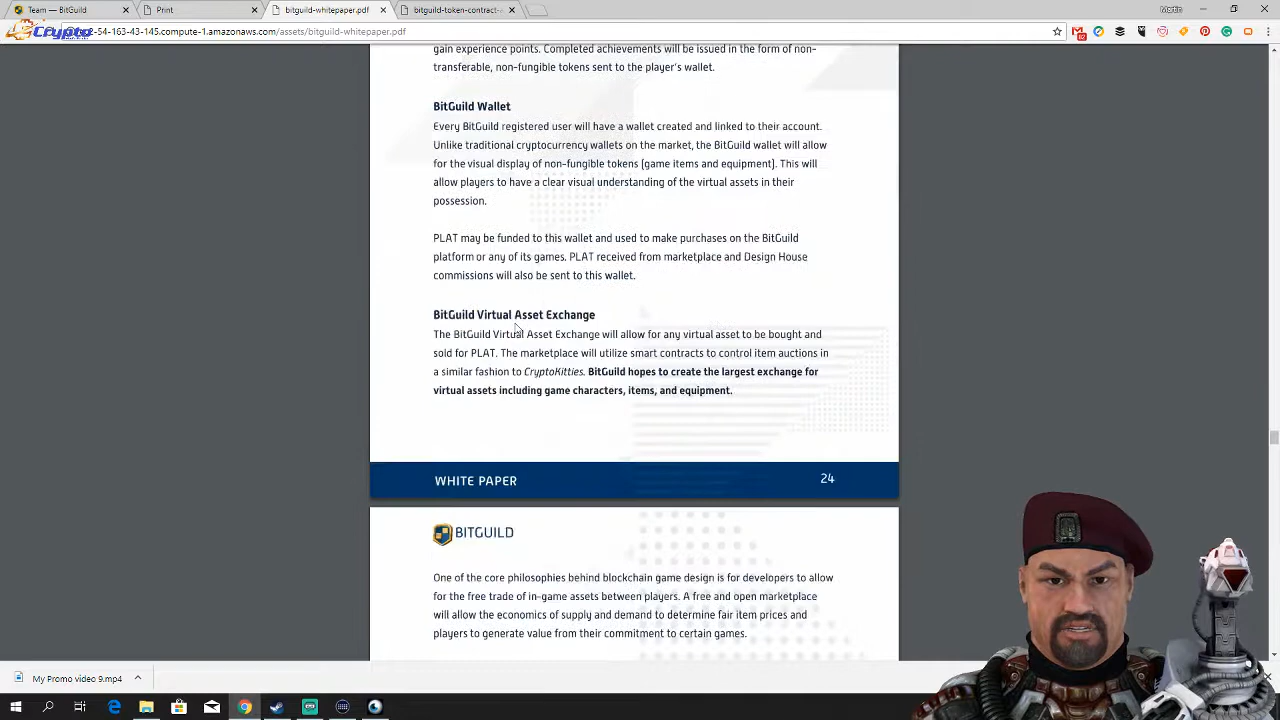 Team — BitGuild
Print
bitguild-whitepaper.pdf
bitguild-token-contract-
Crypto
-54-163-43-145.compute-1.amazonaws.com/assets/bitguild-whitepaper.pdf
gain experience points. Completed achievements will be issued in the form of non-
transferable, non-fungible tokens sent to the player's wallet.
BitGuild Wallet
Every BitGuild registered user will have a wallet created and linked to their account.
Unlike traditional cryptocurrency wallets on the market, the BitGuild wallet will allow
for the visual display of non-fungible tokens (game items and equipment). This will
allow players to have a clear visual understanding of the virtual assets in their
possession.
PLAT may be funded to this wallet and used to make purchases on the BitGuild
platform or any of its games. PLAT received from marketplace and Design House
commissions will also be sent to this wallet.
BitGuild Virtual Asset Exchange
The BitGuild Virtual Asset Exchange will allow for any virtual asset to be bought and
sold for PLAT. The marketplace will utilize smart contracts to control item auctions in
a similar fashion to CryptoKitties. BitGuild hopes to create the largest exchange for
virtual assets including game characters, items, and equipment.
WHITE PAPER
24
BITGUILD
One of the core philosophies behind blockchain game design is for developers to allow
for the free trade of in-game assets between players. A free and open marketplace
will allow the economics of supply and demand to determine fair item prices and
players to generate value from their commitment to certain games.
My Promo video 9.mp4